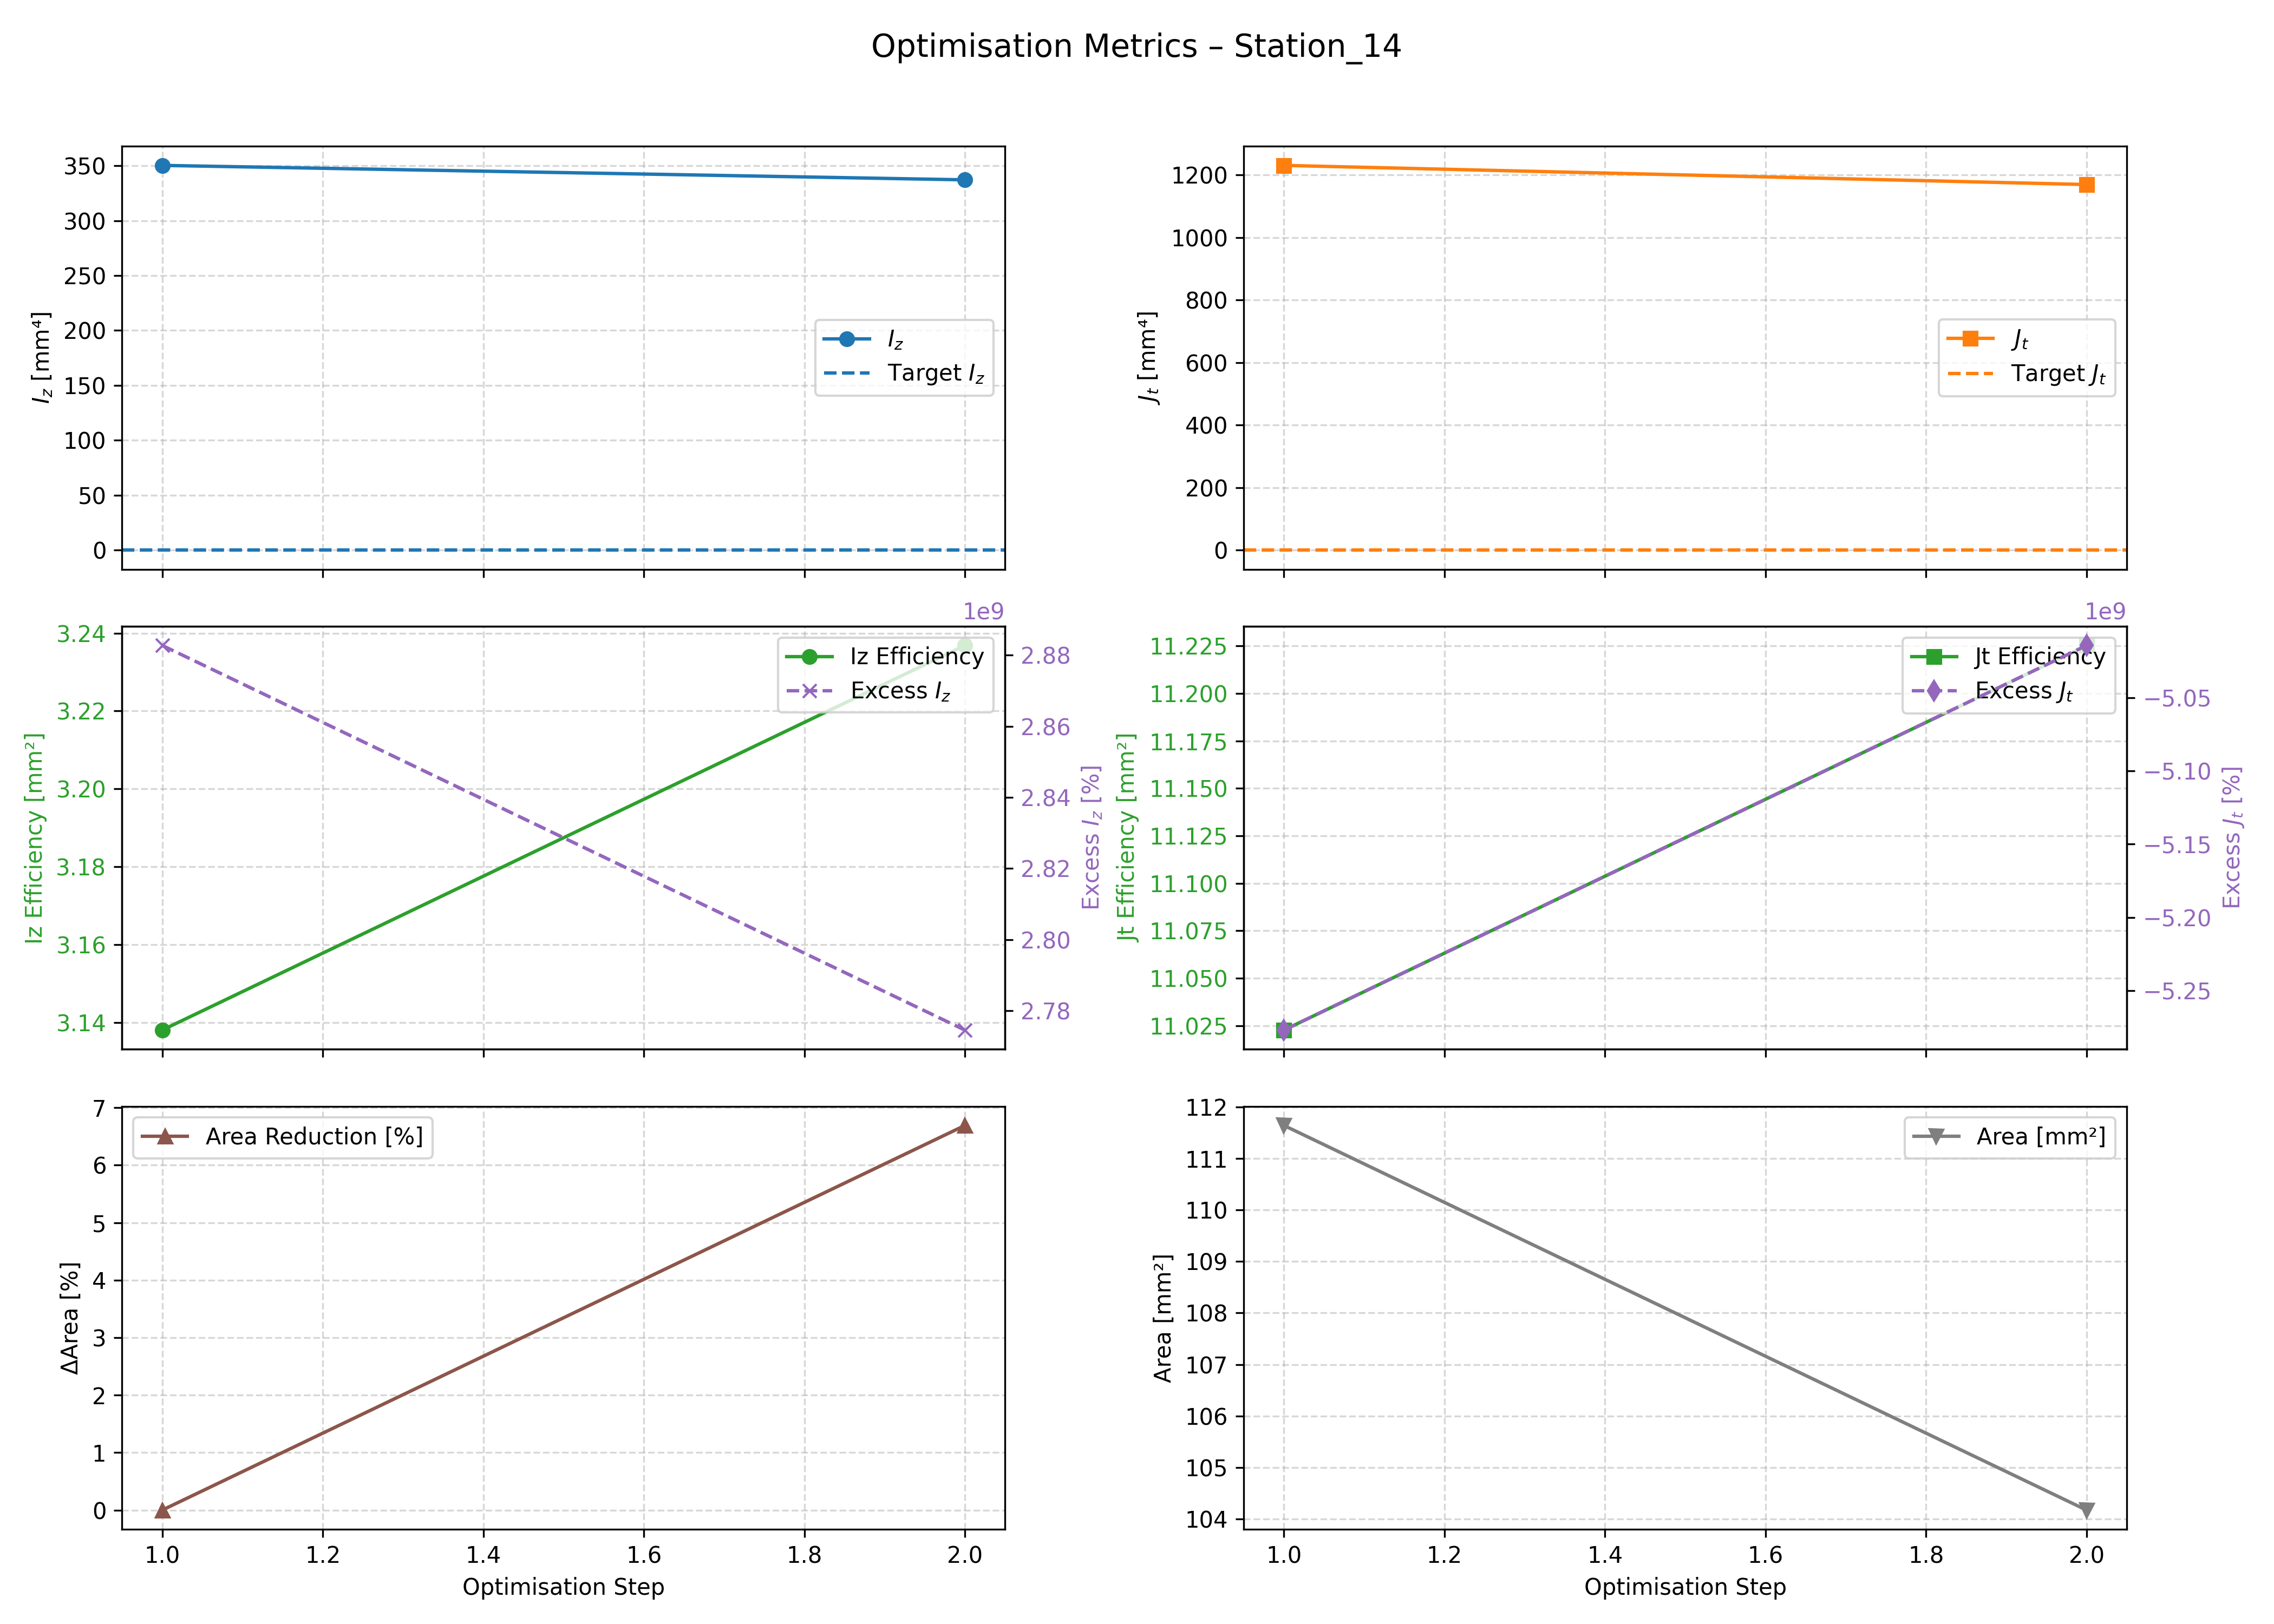 Optimisation Metrics – Station_14
350
300
250
200
150
100
50
0
I_z [mm⁴]
I_z
Target I_z
1200
1000
800
600
400
200
0
J_t [mm⁴]
J_t
Target J_t
1e9
3.24
3.22
3.20
3.18
3.16
3.14
Iz Efficiency [mm²]
Iz Efficiency
Excess I_z
2.88
2.86
2.84
2.82
2.80
2.78
Excess I_z [%]
1e9
11.225
11.200
11.175
11.150
11.125
11.100
11.075
11.050
11.025
Jt Efficiency [mm²]
Jt Efficiency
Excess J_t
−5.05
−5.10
−5.15
−5.20
−5.25
Excess J_t [%]
7
6
5
4
3
2
1
0
ΔArea [%]
Area Reduction [%]
1.0 1.2 1.4 1.6 1.8 2.0
Optimisation Step
112
111
110
109
108
107
106
105
104
Area [mm²]
Area [mm²]
1.0 1.2 1.4 1.6 1.8 2.0
Optimisation Step